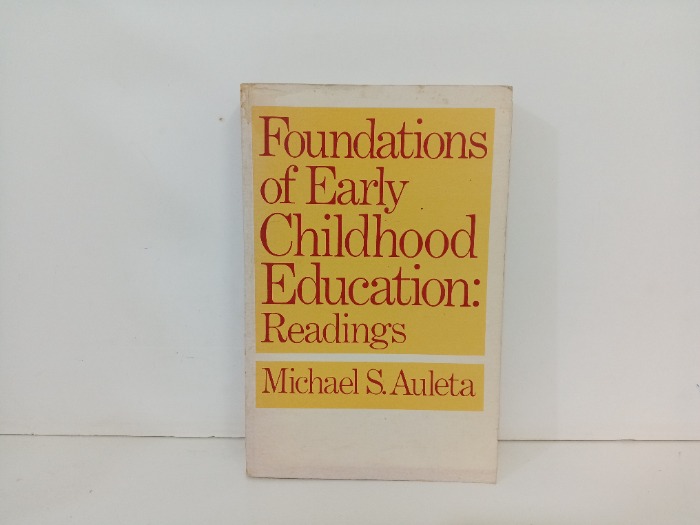 Foundations
of Early
Childhood
Education:
Readings
Michael S. Auleta